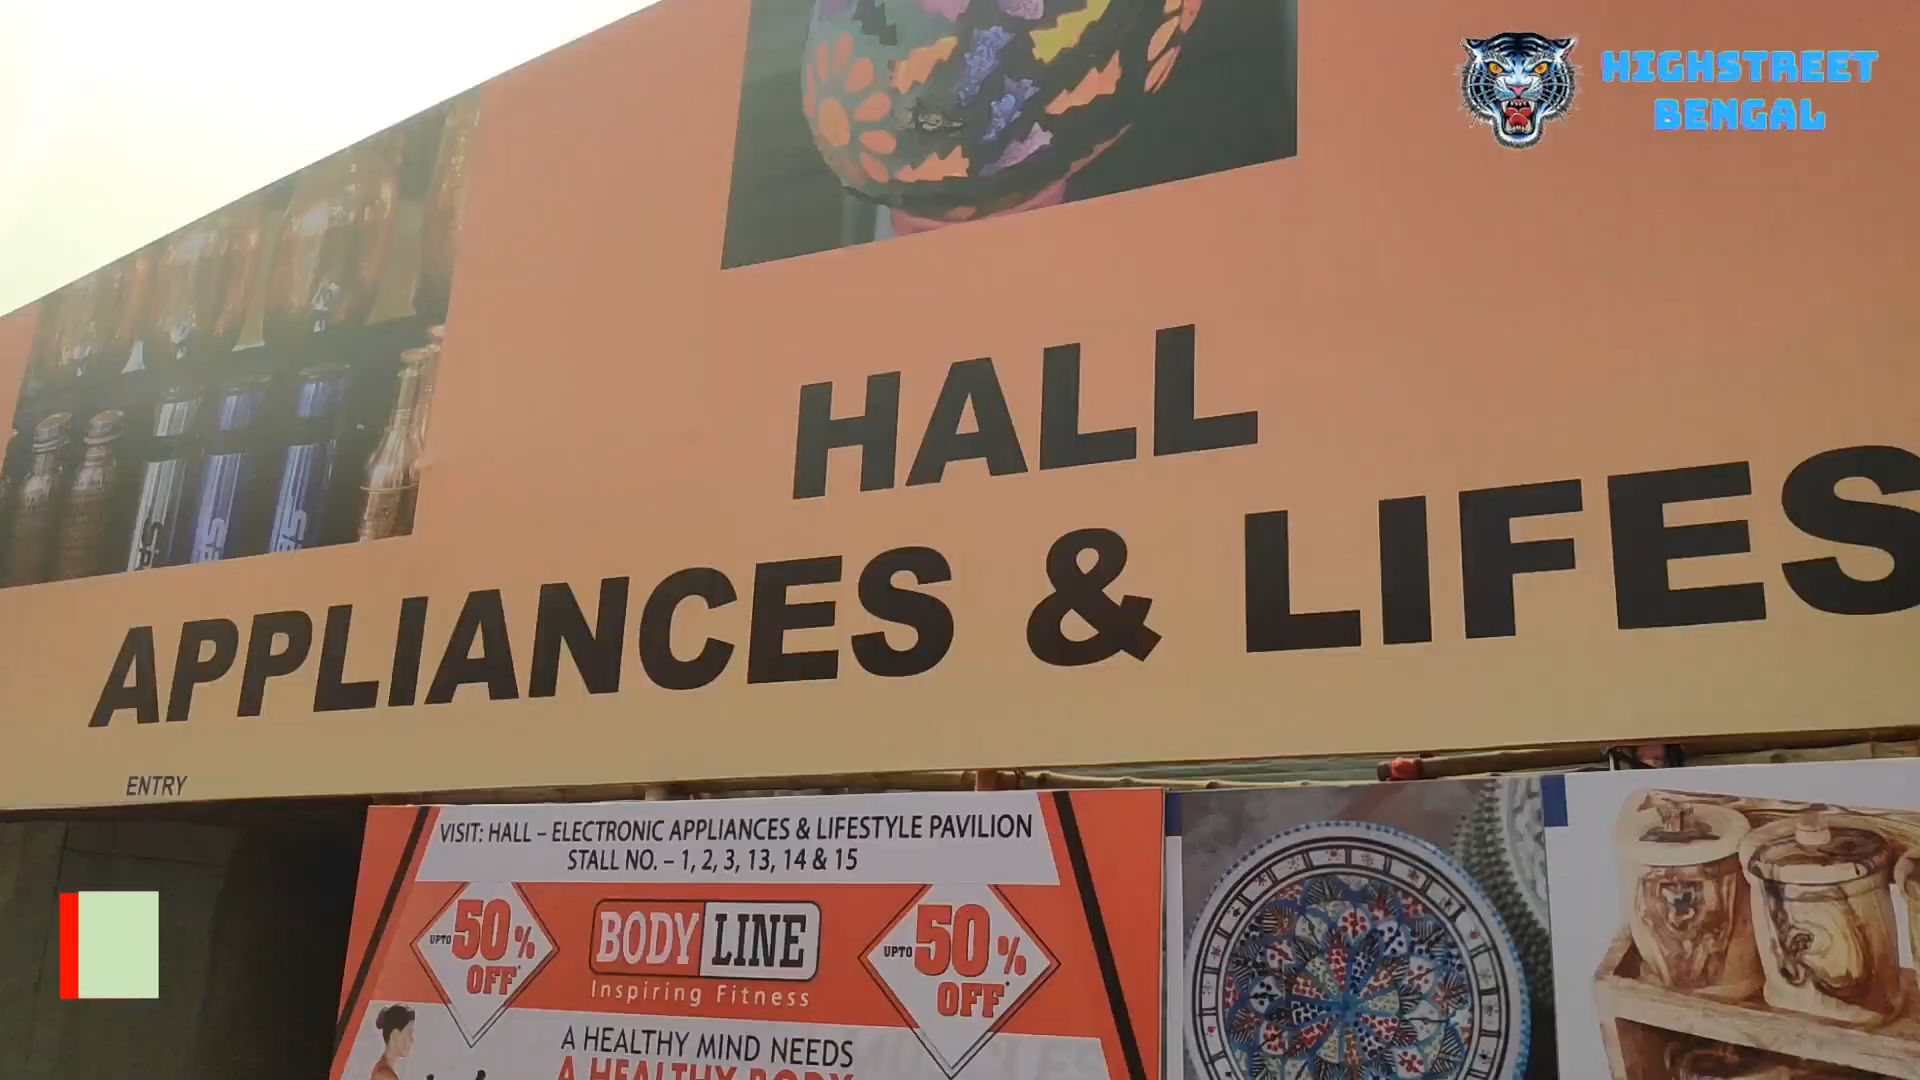 HIGHSTREET
BENGAL
HALL
APPLIANCES & LIFES
ENTRY
VISIT: HALL – ELECTRONIC APPLIANCES & LIFESTYLE PAVILION
STALL NO. – 1, 2, 3, 13, 14 & 15
UPTO 50% OFF*
BODY LINE
Inspiring Fitness
UPTO 50% OFF*
A HEALTHY MIND NEEDS
A HEALTHY BODY